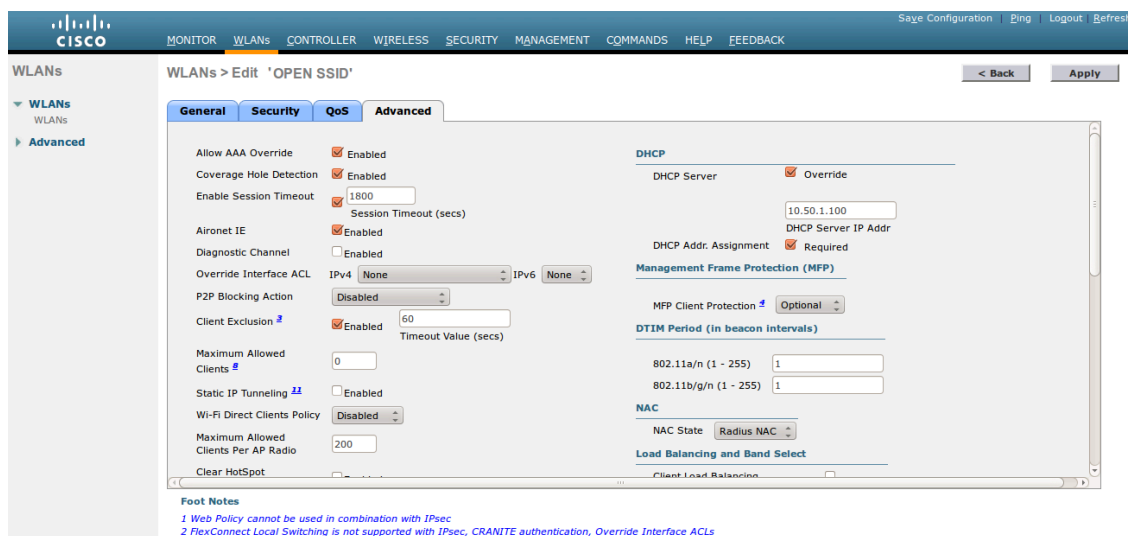 Save Configuration | Ping | Logout | Refresh
CISCO
MONITOR WLANs CONTROLLER WIRELESS SECURITY MANAGEMENT COMMANDS HELP FEEDBACK
WLANs
WLANs
WLANs
Advanced
WLANs > Edit 'OPEN SSID'
< Back
Apply
General Security QoS Advanced
Allow AAA Override Enabled
Coverage Hole Detection Enabled
Enable Session Timeout 1800
Session Timeout (secs)
Aironet IE Enabled
Diagnostic Channel Enabled
Override Interface ACL IPv4 None IPv6 None
P2P Blocking Action Disabled
Client Exclusion 3 Enabled 60
Timeout Value (secs)
Maximum Allowed
Clients 8 0
Static IP Tunneling 11 Enabled
Wi-Fi Direct Clients Policy Disabled
Maximum Allowed
Clients Per AP Radio 200
Clear HotSpot
DHCP
DHCP Server Override
10.50.1.100
DHCP Server IP Addr
DHCP Addr. Assignment Required
Management Frame Protection (MFP)
MFP Client Protection 4 Optional
DTIM Period (in beacon intervals)
802.11a/n (1 - 255) 1
802.11b/g/n (1 - 255) 1
NAC
NAC State Radius NAC
Load Balancing and Band Select
Client Load Balancing
Foot Notes
1 Web Policy cannot be used in combination with IPsec
2 FlexConnect Local Switching is not supported with IPsec, CRANITE authentication, Override Interface ACLs